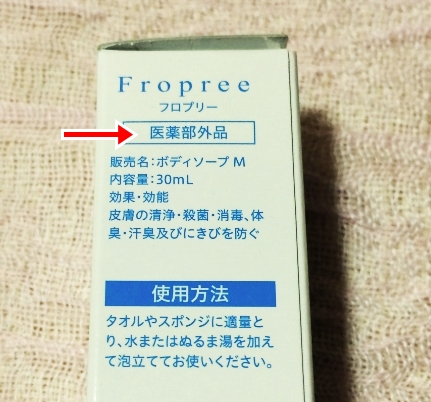 Fropree
フロプリー
医薬部外品
販売名:ボディソープ M
内容量:30mL
効果・効能
皮膚の清浄・殺菌・消毒、体
臭・汗臭及びにきびを防ぐ
使用方法
タオルやスポンジに適量と
り、水またはぬるま湯を加え
て泡立ててお使いください。